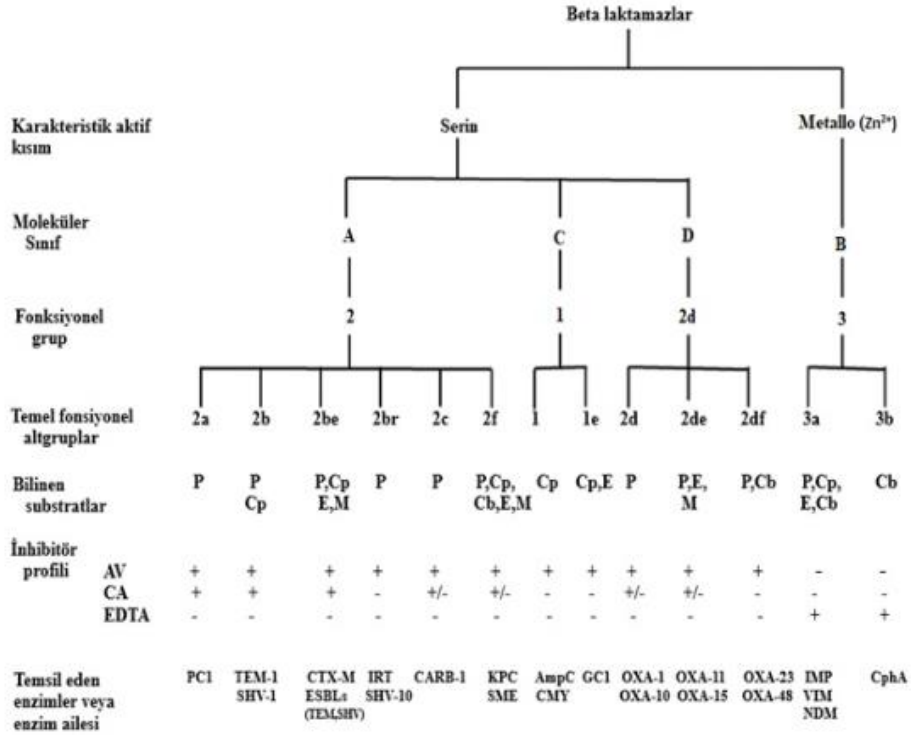 Beta laktamazlar
Karakteristik aktif
kısım
Serin
Metallo (Zn²⁺)
Moleküler
Sınıf
A
C
D
B
Fonksiyonel
grup
2
1
2d
3
Temel fonsiyonel
altgruplar
2a 2b 2be 2br 2c 2f 1 1e 2d 2de 2df 3a 3b
Bilinen
substratlar
P P P,Cp P P P,Cp, Cp Cp,E P P,E, P,Cb P,Cp, Cb
Cp E,M Cb,E,M M E,Cb
İnhibitör
profili
AV + + + + + + + + + + + - -
CA + + + - +/- +/- - - +/- +/- - - -
EDTA - - - - - - - - - - - + +
Temsil eden
enzimler veya
enzim ailesi
PC1 TEM-1 CTX-M IRT CARB-1 KPC AmpC GC1 OXA-1 OXA-11 OXA-23 IMP CphA
SHV-1 ESBLs SHV-10 SME CMY OXA-10 OXA-15 OXA-48 VIM
(TEM,SHV) NDM